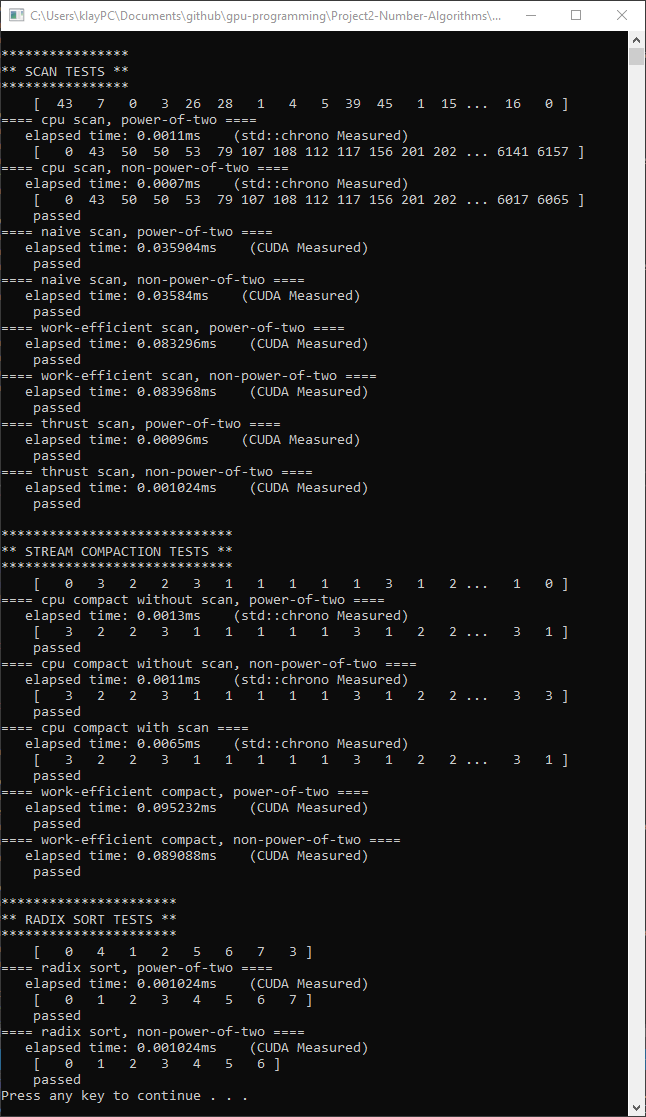 C:\Users\klayPC\Documents\github\gpu-programming\Project2-Number-Algorithms\...
****************
** SCAN TESTS **
****************
    [  43   7   0   3  26  28   1   4   5  39  45   1  15 ...  16   0 ]
==== cpu scan, power-of-two ====
   elapsed time: 0.0011ms    (std::chrono Measured)
    [   0  43  50  50  53  79 107 108 112 117 156 201 202 ... 6141 6157 ]
==== cpu scan, non-power-of-two ====
   elapsed time: 0.0007ms    (std::chrono Measured)
    [   0  43  50  50  53  79 107 108 112 117 156 201 202 ... 6017 6065 ]
    passed
==== naive scan, power-of-two ====
   elapsed time: 0.035904ms    (CUDA Measured)
    passed
==== naive scan, non-power-of-two ====
   elapsed time: 0.03584ms    (CUDA Measured)
    passed
==== work-efficient scan, power-of-two ====
   elapsed time: 0.083296ms    (CUDA Measured)
    passed
==== work-efficient scan, non-power-of-two ====
   elapsed time: 0.083968ms    (CUDA Measured)
    passed
==== thrust scan, power-of-two ====
   elapsed time: 0.00096ms    (CUDA Measured)
    passed
==== thrust scan, non-power-of-two ====
   elapsed time: 0.001024ms    (CUDA Measured)
    passed
*****************************
** STREAM COMPACTION TESTS **
*****************************
    [   0   3   2   2   3   1   1   1   1   1   3   1   2 ...   1   0 ]
==== cpu compact without scan, power-of-two ====
   elapsed time: 0.0013ms    (std::chrono Measured)
    [   3   2   2   3   1   1   1   1   1   3   1   2   2 ...   3   1 ]
    passed
==== cpu compact without scan, non-power-of-two ====
   elapsed time: 0.0011ms    (std::chrono Measured)
    [   3   2   2   3   1   1   1   1   1   3   1   2   2 ...   3   3 ]
    passed
==== cpu compact with scan ====
   elapsed time: 0.0065ms    (std::chrono Measured)
    [   3   2   2   3   1   1   1   1   1   3   1   2   2 ...   3   1 ]
    passed
==== work-efficient compact, power-of-two ====
   elapsed time: 0.095232ms    (CUDA Measured)
    passed
==== work-efficient compact, non-power-of-two ====
   elapsed time: 0.089088ms    (CUDA Measured)
    passed
**********************
** RADIX SORT TESTS **
**********************
    [   0   4   1   2   5   6   7   3 ]
==== radix sort, power-of-two ====
   elapsed time: 0.001024ms    (CUDA Measured)
    [   0   1   2   3   4   5   6   7 ]
    passed
==== radix sort, non-power-of-two ====
   elapsed time: 0.001024ms    (CUDA Measured)
    [   0   1   2   3   4   5   6 ]
    passed
Press any key to continue . . .